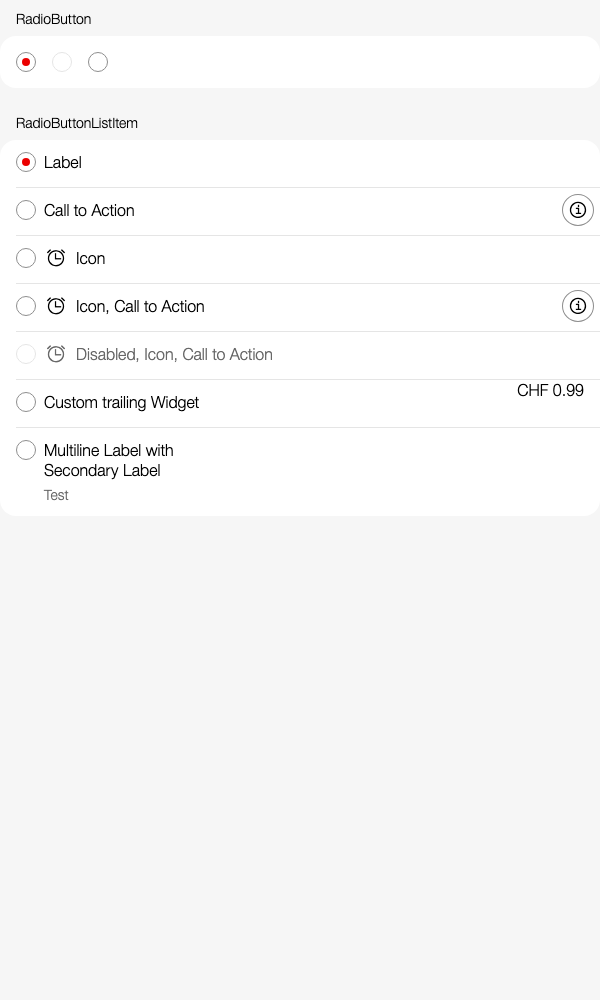 RadioButton
RadioButtonListItem
Label
Call to Action
Icon
Icon, Call to Action
Disabled, Icon, Call to Action
CHF 0.99
Custom trailing Widget
Multiline Label with
Secondary Label
Test